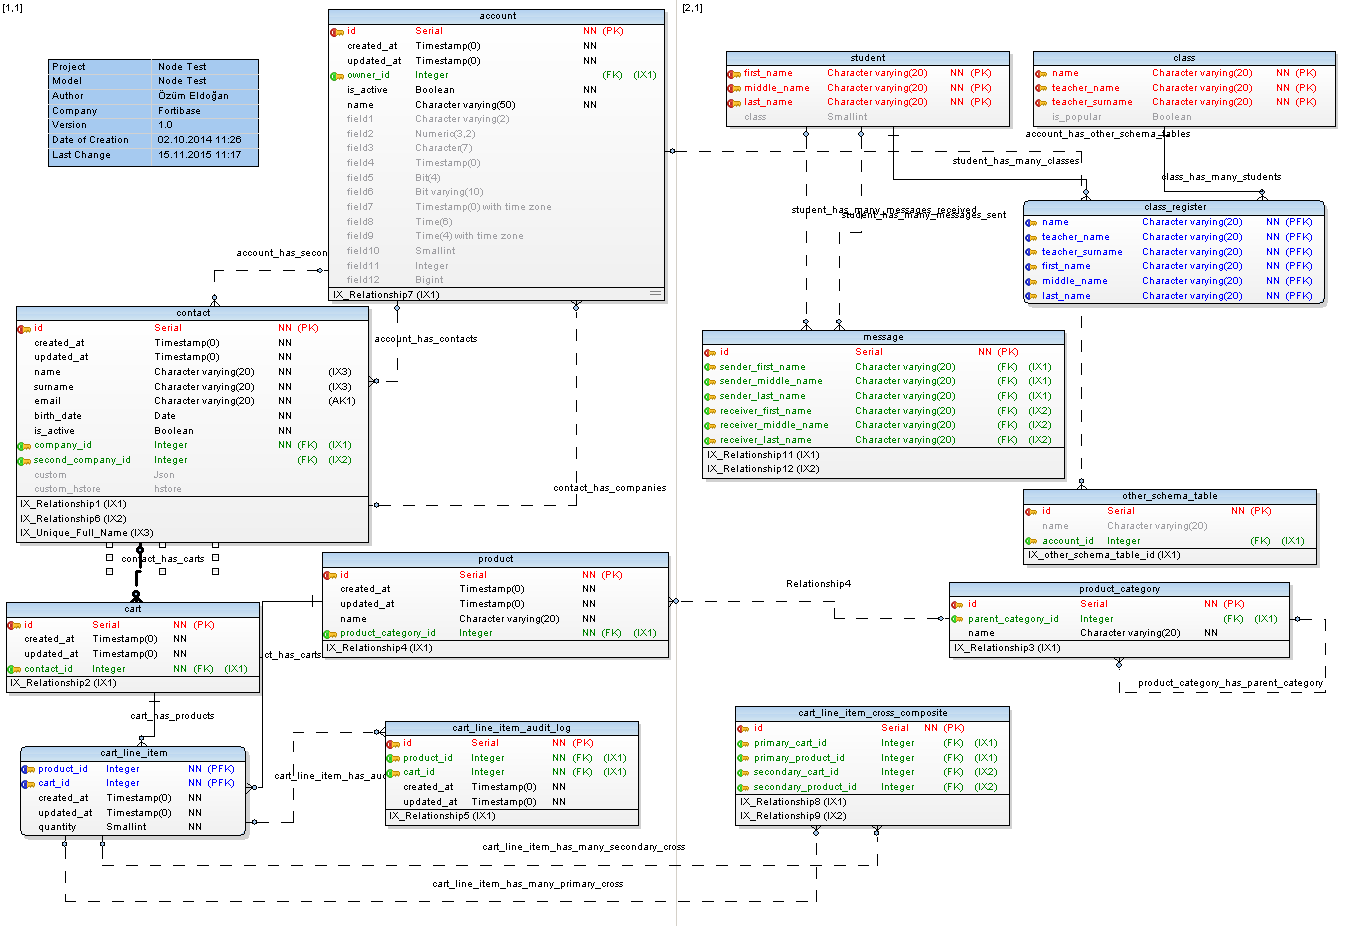 [1,1]
[2,1]
Project Node Test
Model Node Test
Author Özüm Eldoğan
Company Fortibase
Version 1.0
Date of Creation 02.10.2014 11:26
Last Change 15.11.2015 11:17
account
id Serial NN (PK)
created_at Timestamp(0) NN
updated_at Timestamp(0) NN
owner_id Integer (FK) (IX1)
is_active Boolean NN
name Character varying(50) NN
field1 Character varying(2)
field2 Numeric(3,2)
field3 Character(7)
field4 Timestamp(0)
field5 Bit(4)
field6 Bit varying(10)
field7 Timestamp(0) with time zone
field8 Time(6)
field9 Time(4) with time zone
field10 Smallint
field11 Integer
field12 Bigint
IX_Relationship7 (IX1)
student
first_name Character varying(20) NN (PK)
middle_name Character varying(20) NN (PK)
last_name Character varying(20) NN (PK)
class Smallint
class
name Character varying(20) NN (PK)
teacher_name Character varying(20) NN (PK)
teacher_surname Character varying(20) NN (PK)
is_popular Boolean
account_has_other_schema_tables
student_has_many_classes
class_has_many_students
student_has_many_messages_received
student_has_many_messages_sent
class_register
name Character varying(20) NN (PFK)
teacher_name Character varying(20) NN (PFK)
teacher_surname Character varying(20) NN (PFK)
first_name Character varying(20) NN (PFK)
middle_name Character varying(20) NN (PFK)
last_name Character varying(20) NN (PFK)
account_has_secon
contact
id Serial NN (PK)
created_at Timestamp(0) NN
updated_at Timestamp(0) NN
name Character varying(20) NN (IX3)
surname Character varying(20) NN (IX3)
email Character varying(20) NN (AK1)
birth_date Date NN
is_active Boolean NN
company_id Integer NN (FK) (IX1)
second_company_id Integer (FK) (IX2)
custom Json
custom_hstore hstore
IX_Relationship1 (IX1)
IX_Relationship6 (IX2)
IX_Unique_Full_Name (IX3)
account_has_contacts
contact_has_companies
message
id Serial NN (PK)
sender_first_name Character varying(20) (FK) (IX1)
sender_middle_name Character varying(20) (FK) (IX1)
sender_last_name Character varying(20) (FK) (IX1)
receiver_first_name Character varying(20) (FK) (IX2)
receiver_middle_name Character varying(20) (FK) (IX2)
receiver_last_name Character varying(20) (FK) (IX2)
IX_Relationship11 (IX1)
IX_Relationship12 (IX2)
other_schema_table
id Serial NN (PK)
name Character varying(20)
account_id Integer (FK) (IX1)
IX_other_schema_table_id (IX1)
contact_has_carts
product
id Serial NN (PK)
created_at Timestamp(0) NN
updated_at Timestamp(0) NN
name Character varying(20) NN
product_category_id Integer NN (FK) (IX1)
IX_Relationship4 (IX1)
Relationship4
product_category
id Serial NN (PK)
parent_category_id Integer (FK) (IX1)
name Character varying(20) NN
IX_Relationship3 (IX1)
product_category_has_parent_category
cart
id Serial NN (PK)
created_at Timestamp(0) NN
updated_at Timestamp(0) NN
contact_id Integer NN (FK) (IX1)
IX_Relationship2 (IX1)
ct_has_carts
cart_has_products
cart_line_item
product_id Integer NN (PFK)
cart_id Integer NN (PFK)
created_at Timestamp(0) NN
updated_at Timestamp(0) NN
quantity Smallint NN
cart_line_item_has_aud
cart_line_item_audit_log
id Serial NN (PK)
product_id Integer NN (FK) (IX1)
cart_id Integer NN (FK) (IX1)
created_at Timestamp(0) NN
updated_at Timestamp(0) NN
IX_Relationship5 (IX1)
cart_line_item_cross_composite
id Serial NN (PK)
primary_cart_id Integer (FK) (IX1)
primary_product_id Integer (FK) (IX1)
secondary_cart_id Integer (FK) (IX2)
secondary_product_id Integer (FK) (IX2)
IX_Relationship8 (IX1)
IX_Relationship9 (IX2)
cart_line_item_has_many_secondary_cross
cart_line_item_has_many_primary_cross